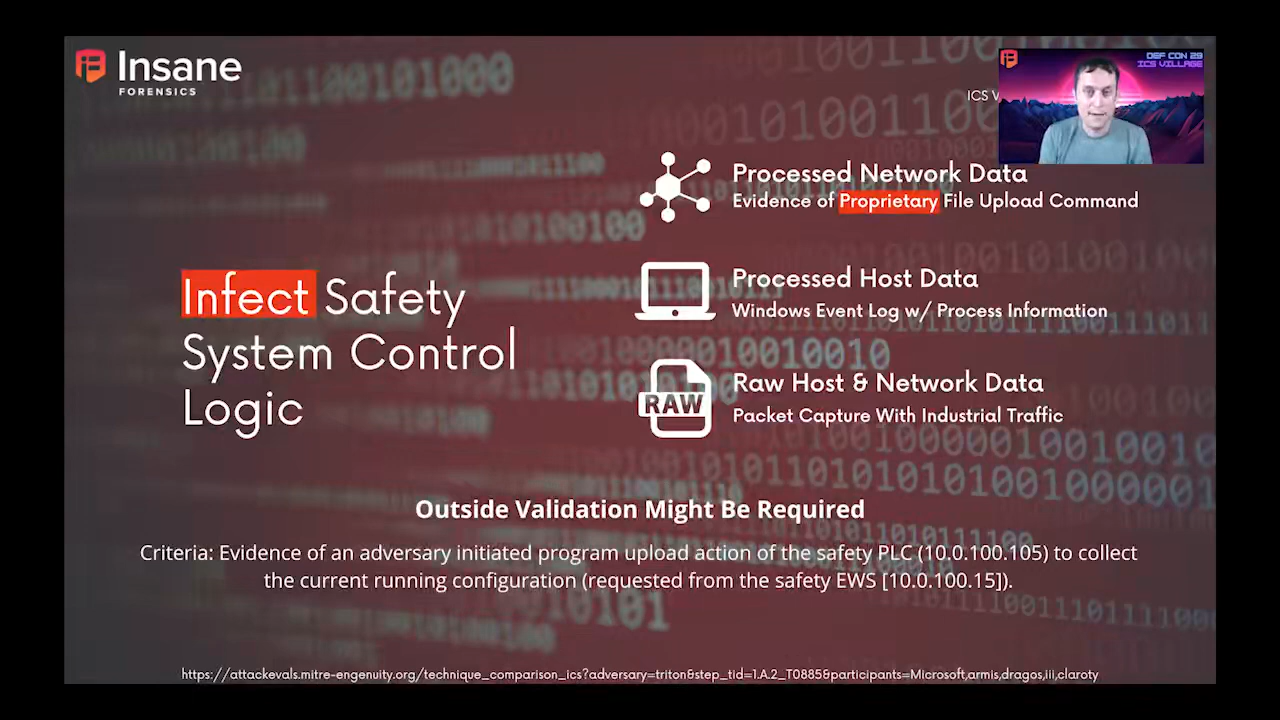 Insane
FORENSICS
DEF CON 29
ICS VILLAGE
ICS V
Processed Network Data
Evidence of Proprietary File Upload Command
Infect Safety
System Control
Logic
Processed Host Data
Windows Event Log w/ Process Information
RAW
Raw Host & Network Data
Packet Capture With Industrial Traffic
Outside Validation Might Be Required
Criteria: Evidence of an adversary initiated program upload action of the safety PLC (10.0.100.105) to collect
the current running configuration (requested from the safety EWS [10.0.100.15]).
https://attackevals.mitre-engenuity.org/technique_comparison_ics?adversary=triton&step_tid=1.A.2_T0885&participants=Microsoft,armis,dragos,iii,claroty